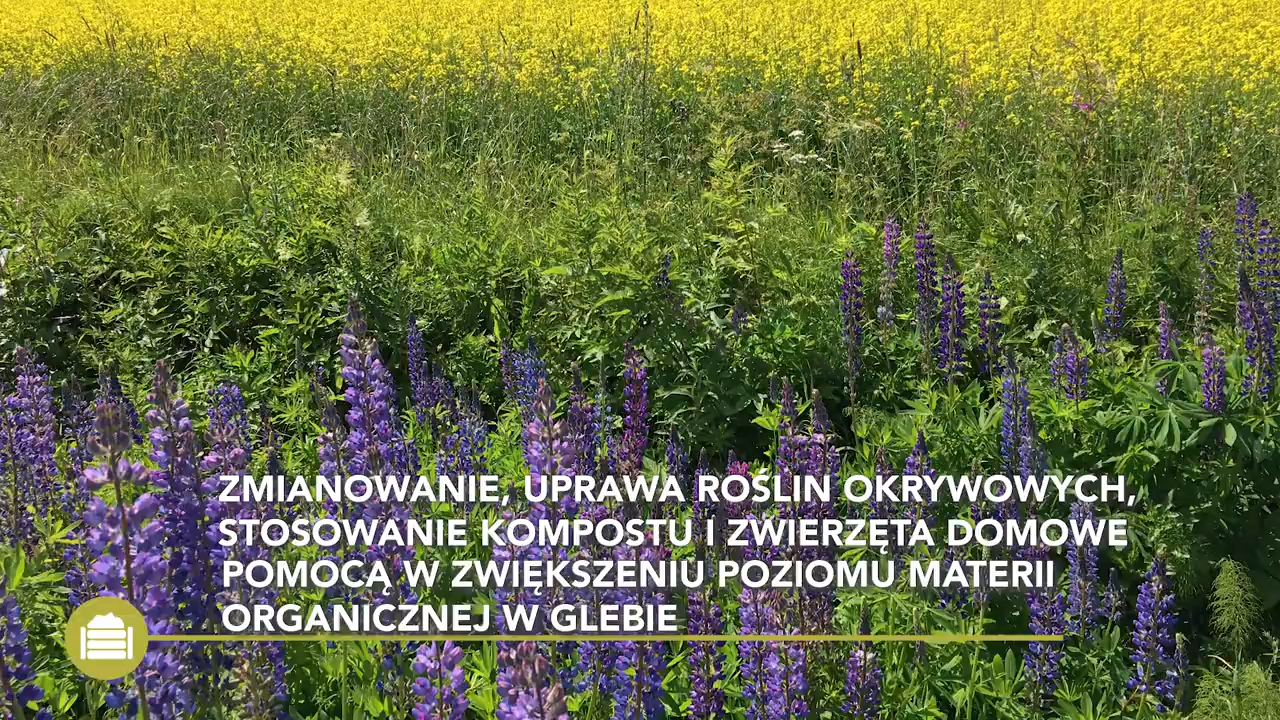 ZMIANOWANIE, UPRAWA ROŚLIN OKRYWOWYCH,
STOSOWANIE KOMPOSTU I ZWIERZĘTA DOMOWE
POMOCĄ W ZWIĘKSZENIU POZIOMU MATERII
ORGANICZNEJ W GLEBIE